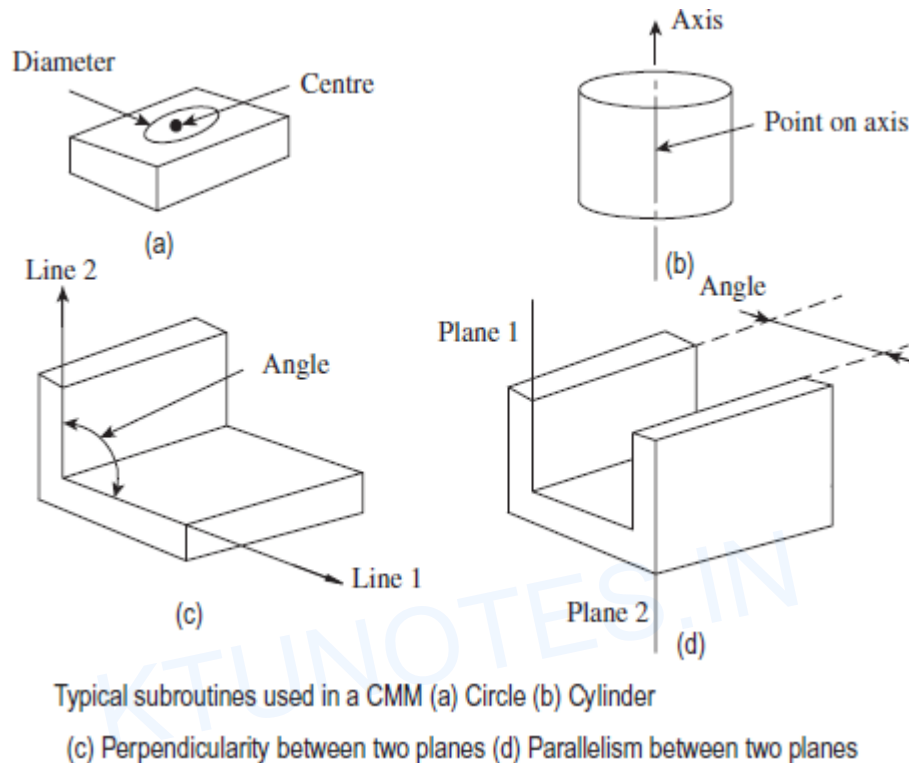 Axis
Diameter
Centre
Point on axis
(a)
(b)
Line 2
Angle
Plane 1
Angle
Line 1
Plane 2
(c)
(d)
KTUNOTES.IN
Typical subroutines used in a CMM (a) Circle (b) Cylinder
(c) Perpendicularity between two planes (d) Parallelism between two planes